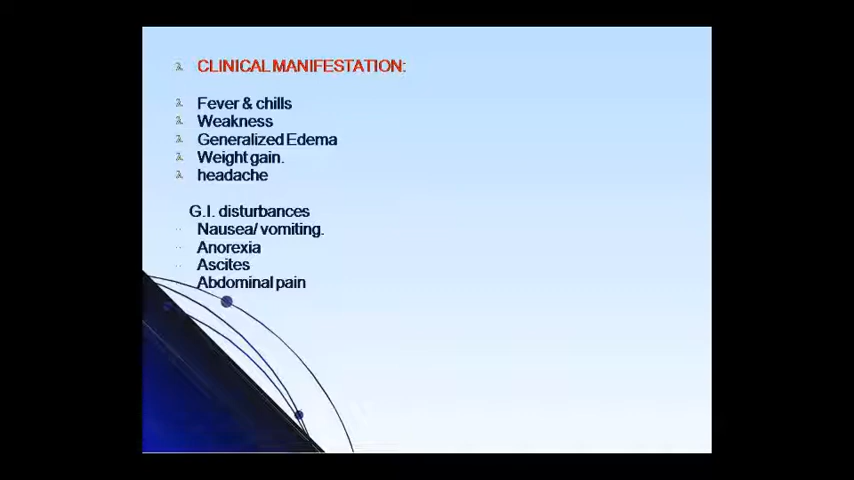 CLINICAL MANIFESTATION:
Fever & chills
Weakness
Generalized Edema
Weight gain.
headache
G.I. disturbances
Nausea/ vomiting.
Anorexia
Ascites
Abdominal pain